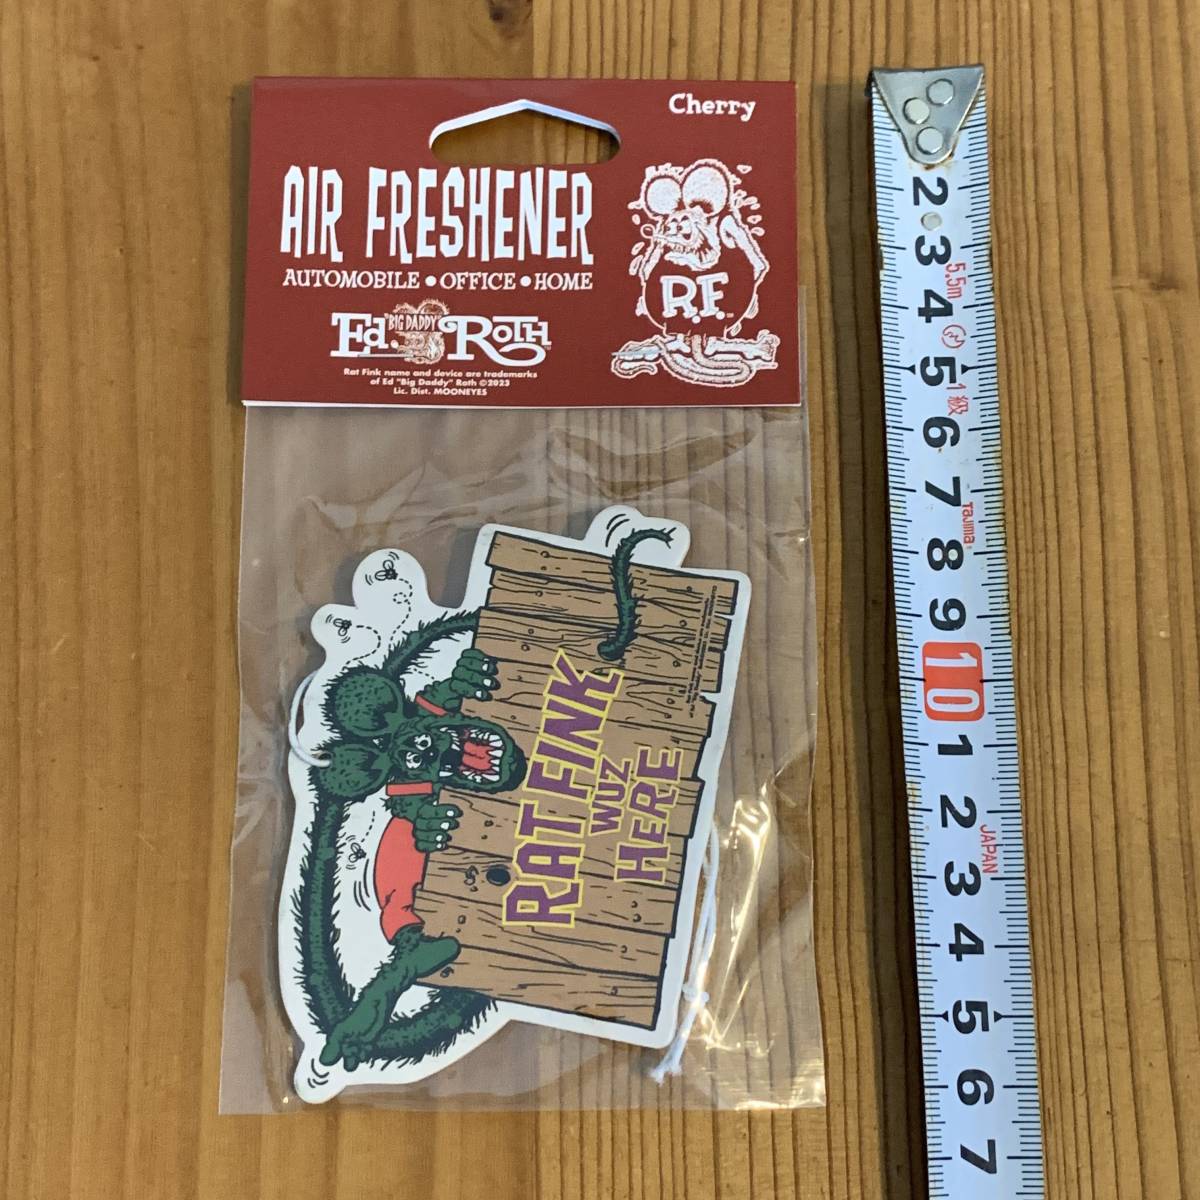 Cherry
AIR FRESHENER
AUTOMOBILE • OFFICE • HOME
Ed. "BIG DADDY" ROTH
Rat Fink name and device are trademarks
of Ed "Big Daddy" Roth ©2023
Lic. Dist. MOONEYES
R.F.
RAT FINK
WUZ
HERE
2
3
4
5
6
7
8
9
10
1
2
3
4
5
6
7
5.5m
1級
Tajima
JAPAN